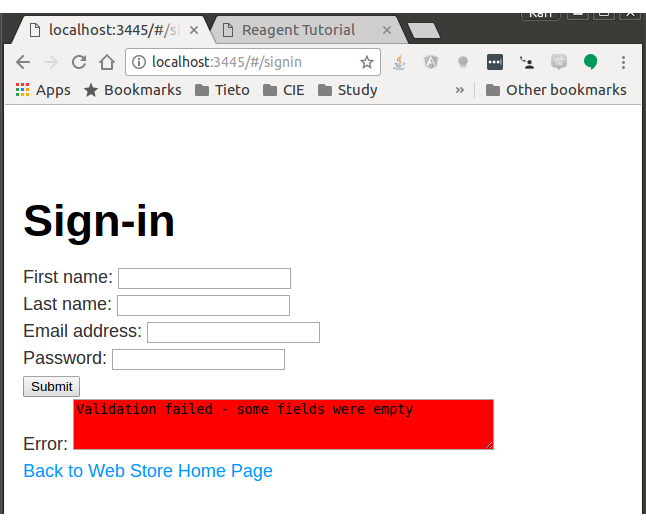 localhost:3445/#/si
Reagent Tutorial
localhost:3445/#/signin
Apps Bookmarks Tieto CIE Study » Other bookmarks
Sign-in
First name:
Last name:
Email address:
Password:
Submit
Validation failed - some fields were empty
Error:
Back to Web Store Home Page